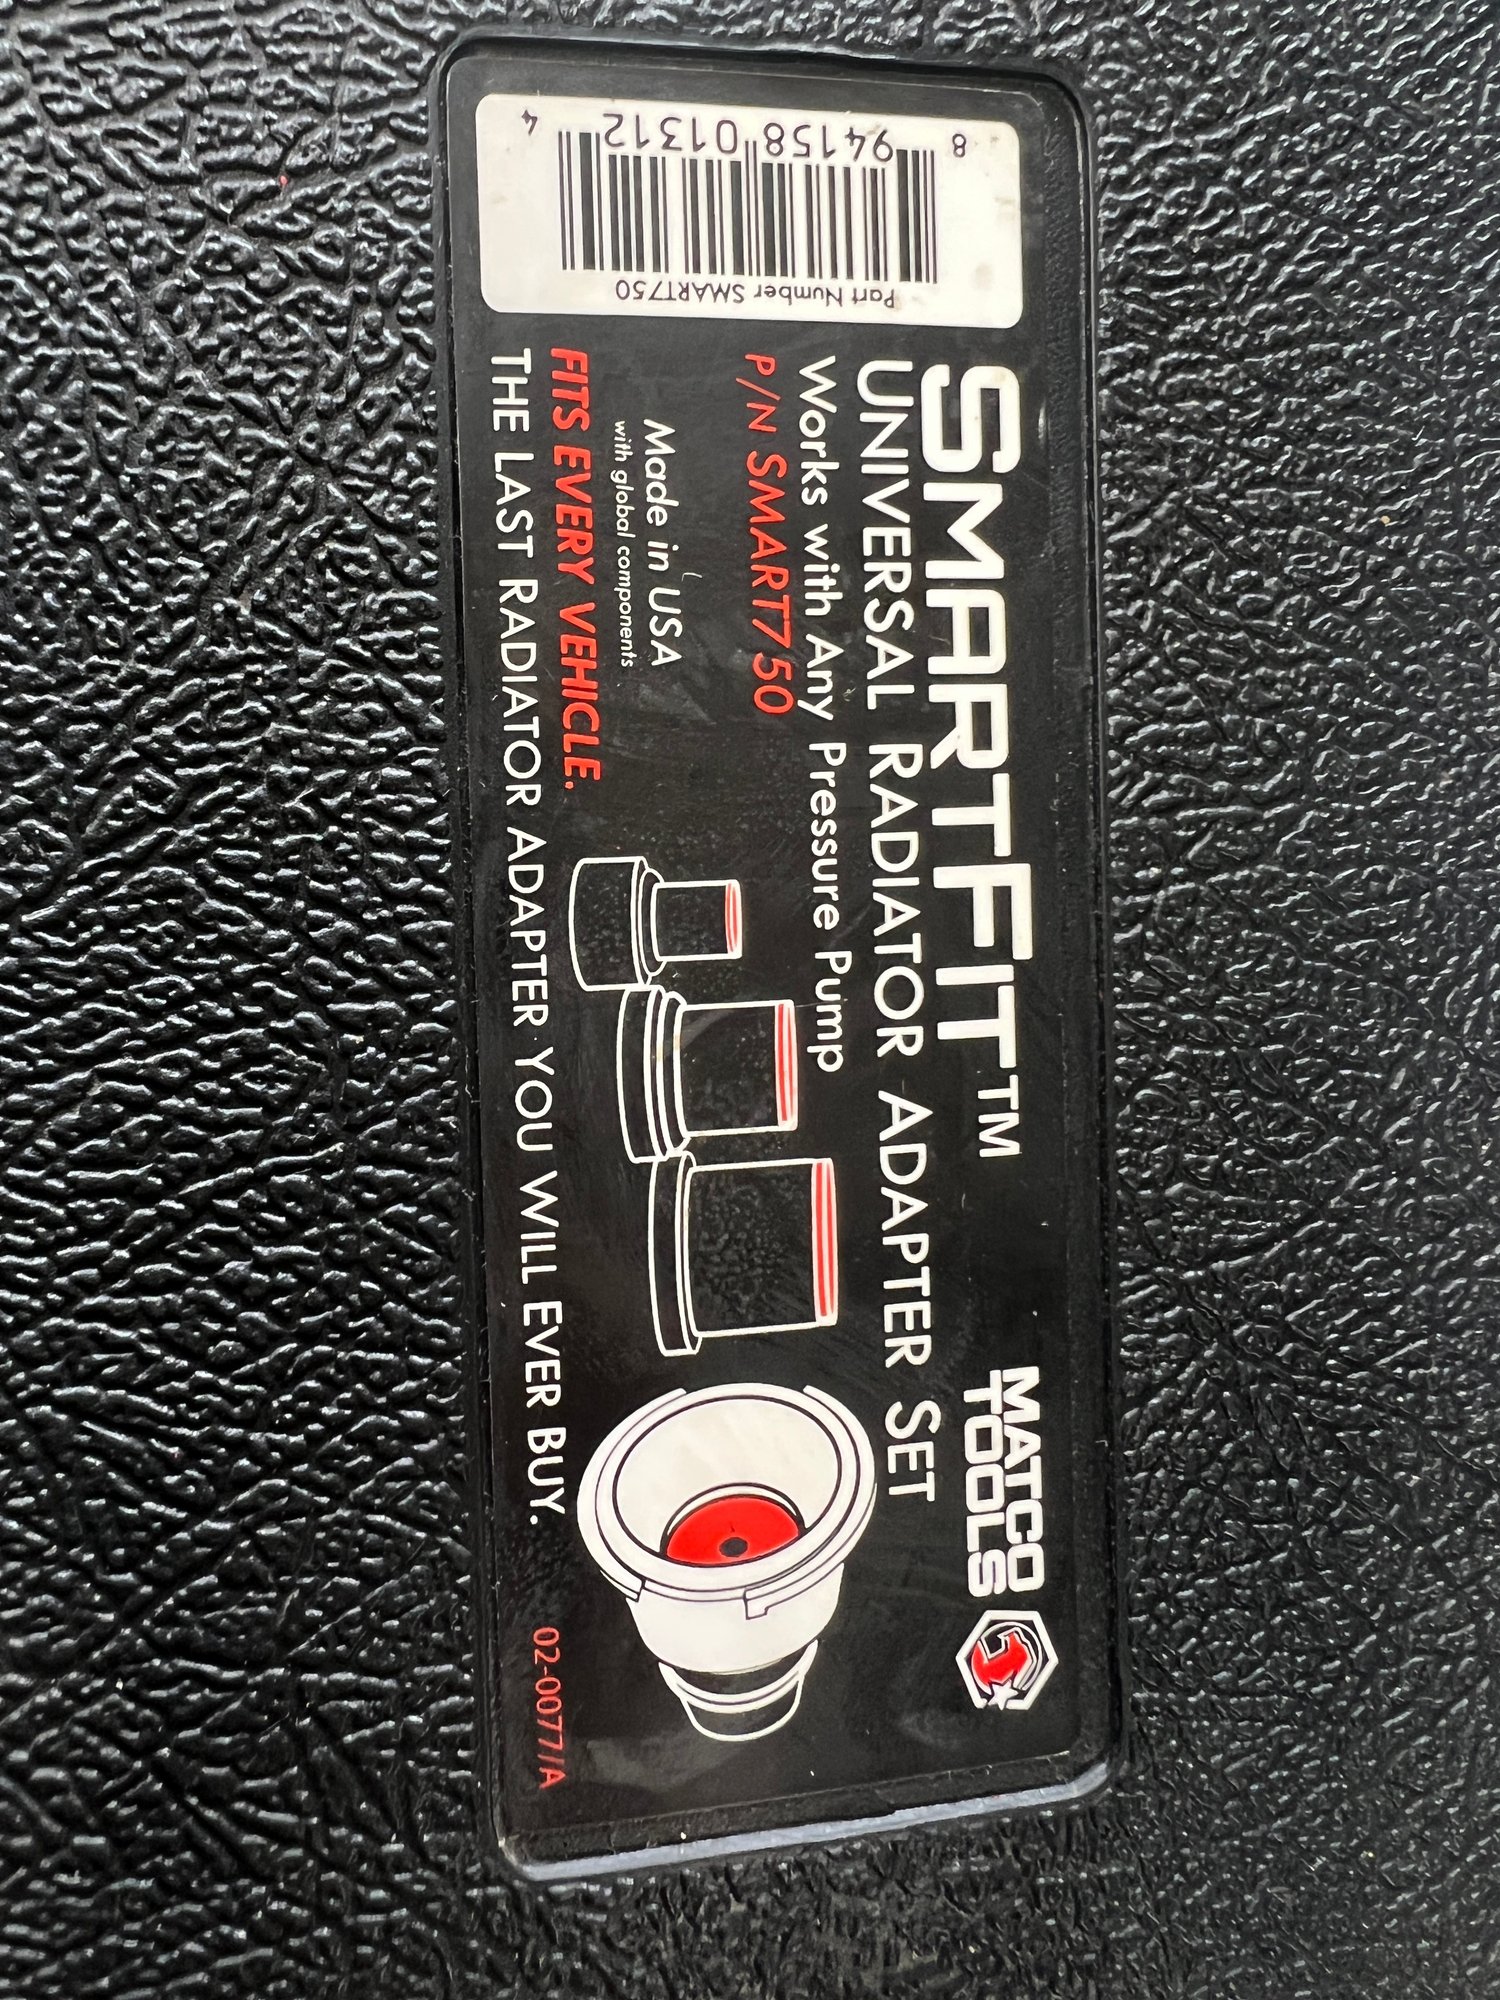 SMARTFIT™
MATCO
TOOLS
UNIVERSAL RADIATOR ADAPTER SET
Works with Any Pressure Pump
P/N SMART750
Made in USA
with global components
FITS EVERY VEHICLE.
THE LAST RADIATOR ADAPTER YOU WILL EVER BUY.
02-0077/A
Part Number SMART750
8 94158 01312 4